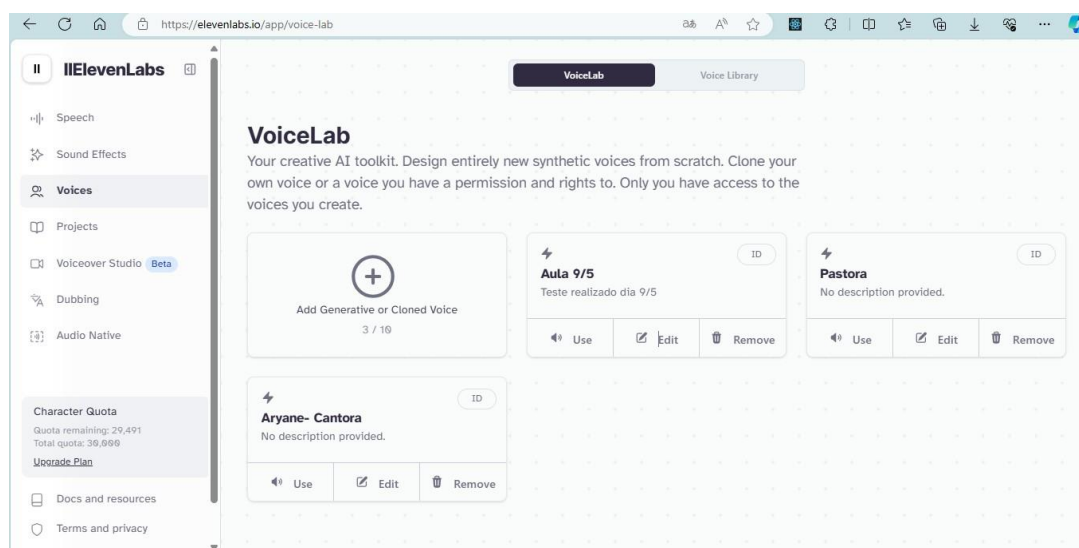 https://elevenlabs.io/app/voice-lab
IIElevenLabs
Speech
Sound Effects
Voices
Projects
Voiceover Studio Beta
Dubbing
Audio Native
Character Quota
Quota remaining: 29,491
Total quota: 30,000
Upgrade Plan
Docs and resources
Terms and privacy
VoiceLab
Voice Library
VoiceLab
Your creative AI toolkit. Design entirely new synthetic voices from scratch. Clone your
own voice or a voice you have a permission and rights to. Only you have access to the
voices you create.
Add Generative or Cloned Voice
3 / 10
ID
Aula 9/5
Teste realizado dia 9/5
Use Edit Remove
ID
Pastora
No description provided.
Use Edit Remove
ID
Aryane- Cantora
No description provided.
Use Edit Remove